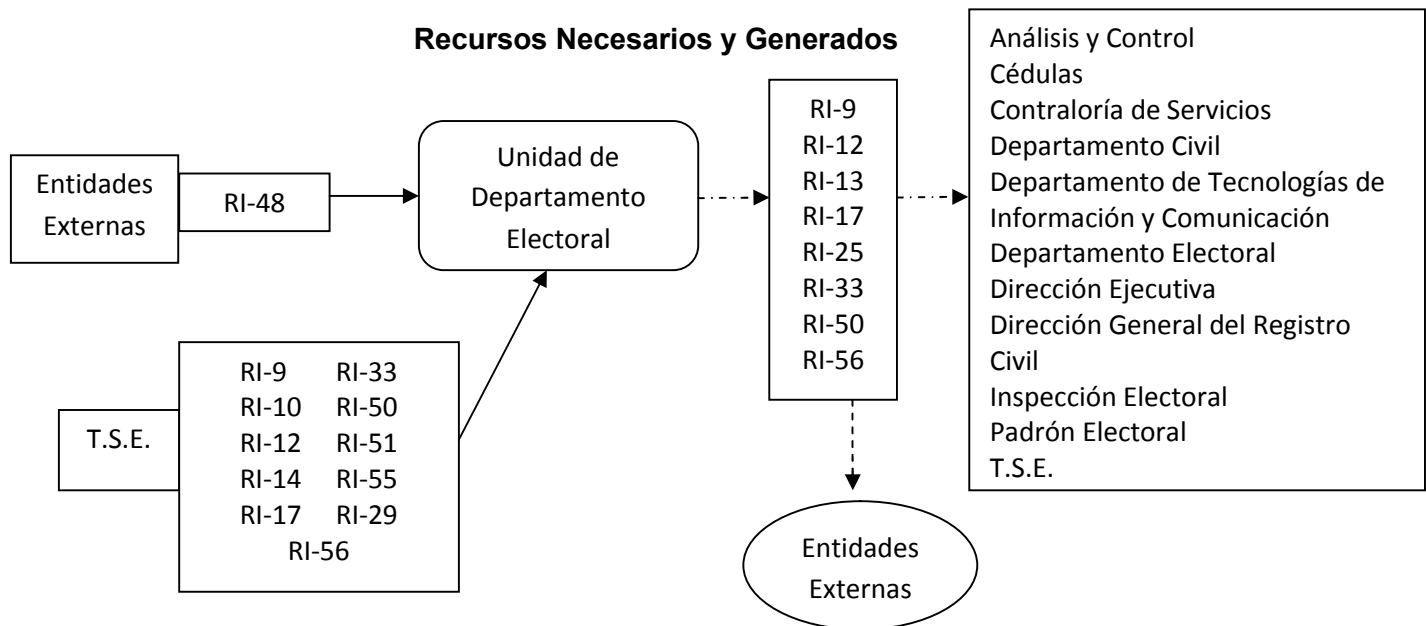 Recursos Necesarios y Generados
Entidades
Externas
RI-48
T.S.E.
RI-9 RI-33
RI-10 RI-50
RI-12 RI-51
RI-14 RI-55
RI-17 RI-29
RI-56
Unidad de
Departamento
Electoral
RI-9
RI-12
RI-13
RI-17
RI-25
RI-33
RI-50
RI-56
Entidades
Externas
Análisis y Control
Cédulas
Contraloría de Servicios
Departamento Civil
Departamento de Tecnologías de
Información y Comunicación
Departamento Electoral
Dirección Ejecutiva
Dirección General del Registro
Civil
Inspección Electoral
Padrón Electoral
T.S.E.